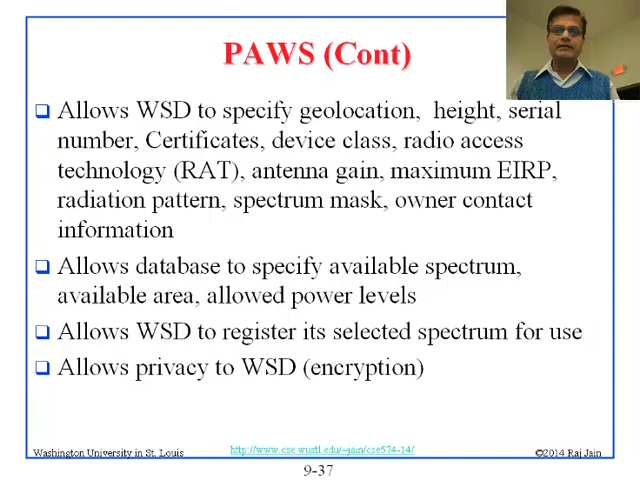 PAWS (Cont)
Allows WSD to specify geolocation, height, serial
number, Certificates, device class, radio access
technology (RAT), antenna gain, maximum EIRP,
radiation pattern, spectrum mask, owner contact
information
Allows database to specify available spectrum,
available area, allowed power levels
Allows WSD to register its selected spectrum for use
Allows privacy to WSD (encryption)
Washington University in St. Louis
http://www.cse.wustl.edu/~jain/cse574-14/
©2014 Raj Jain
9-37